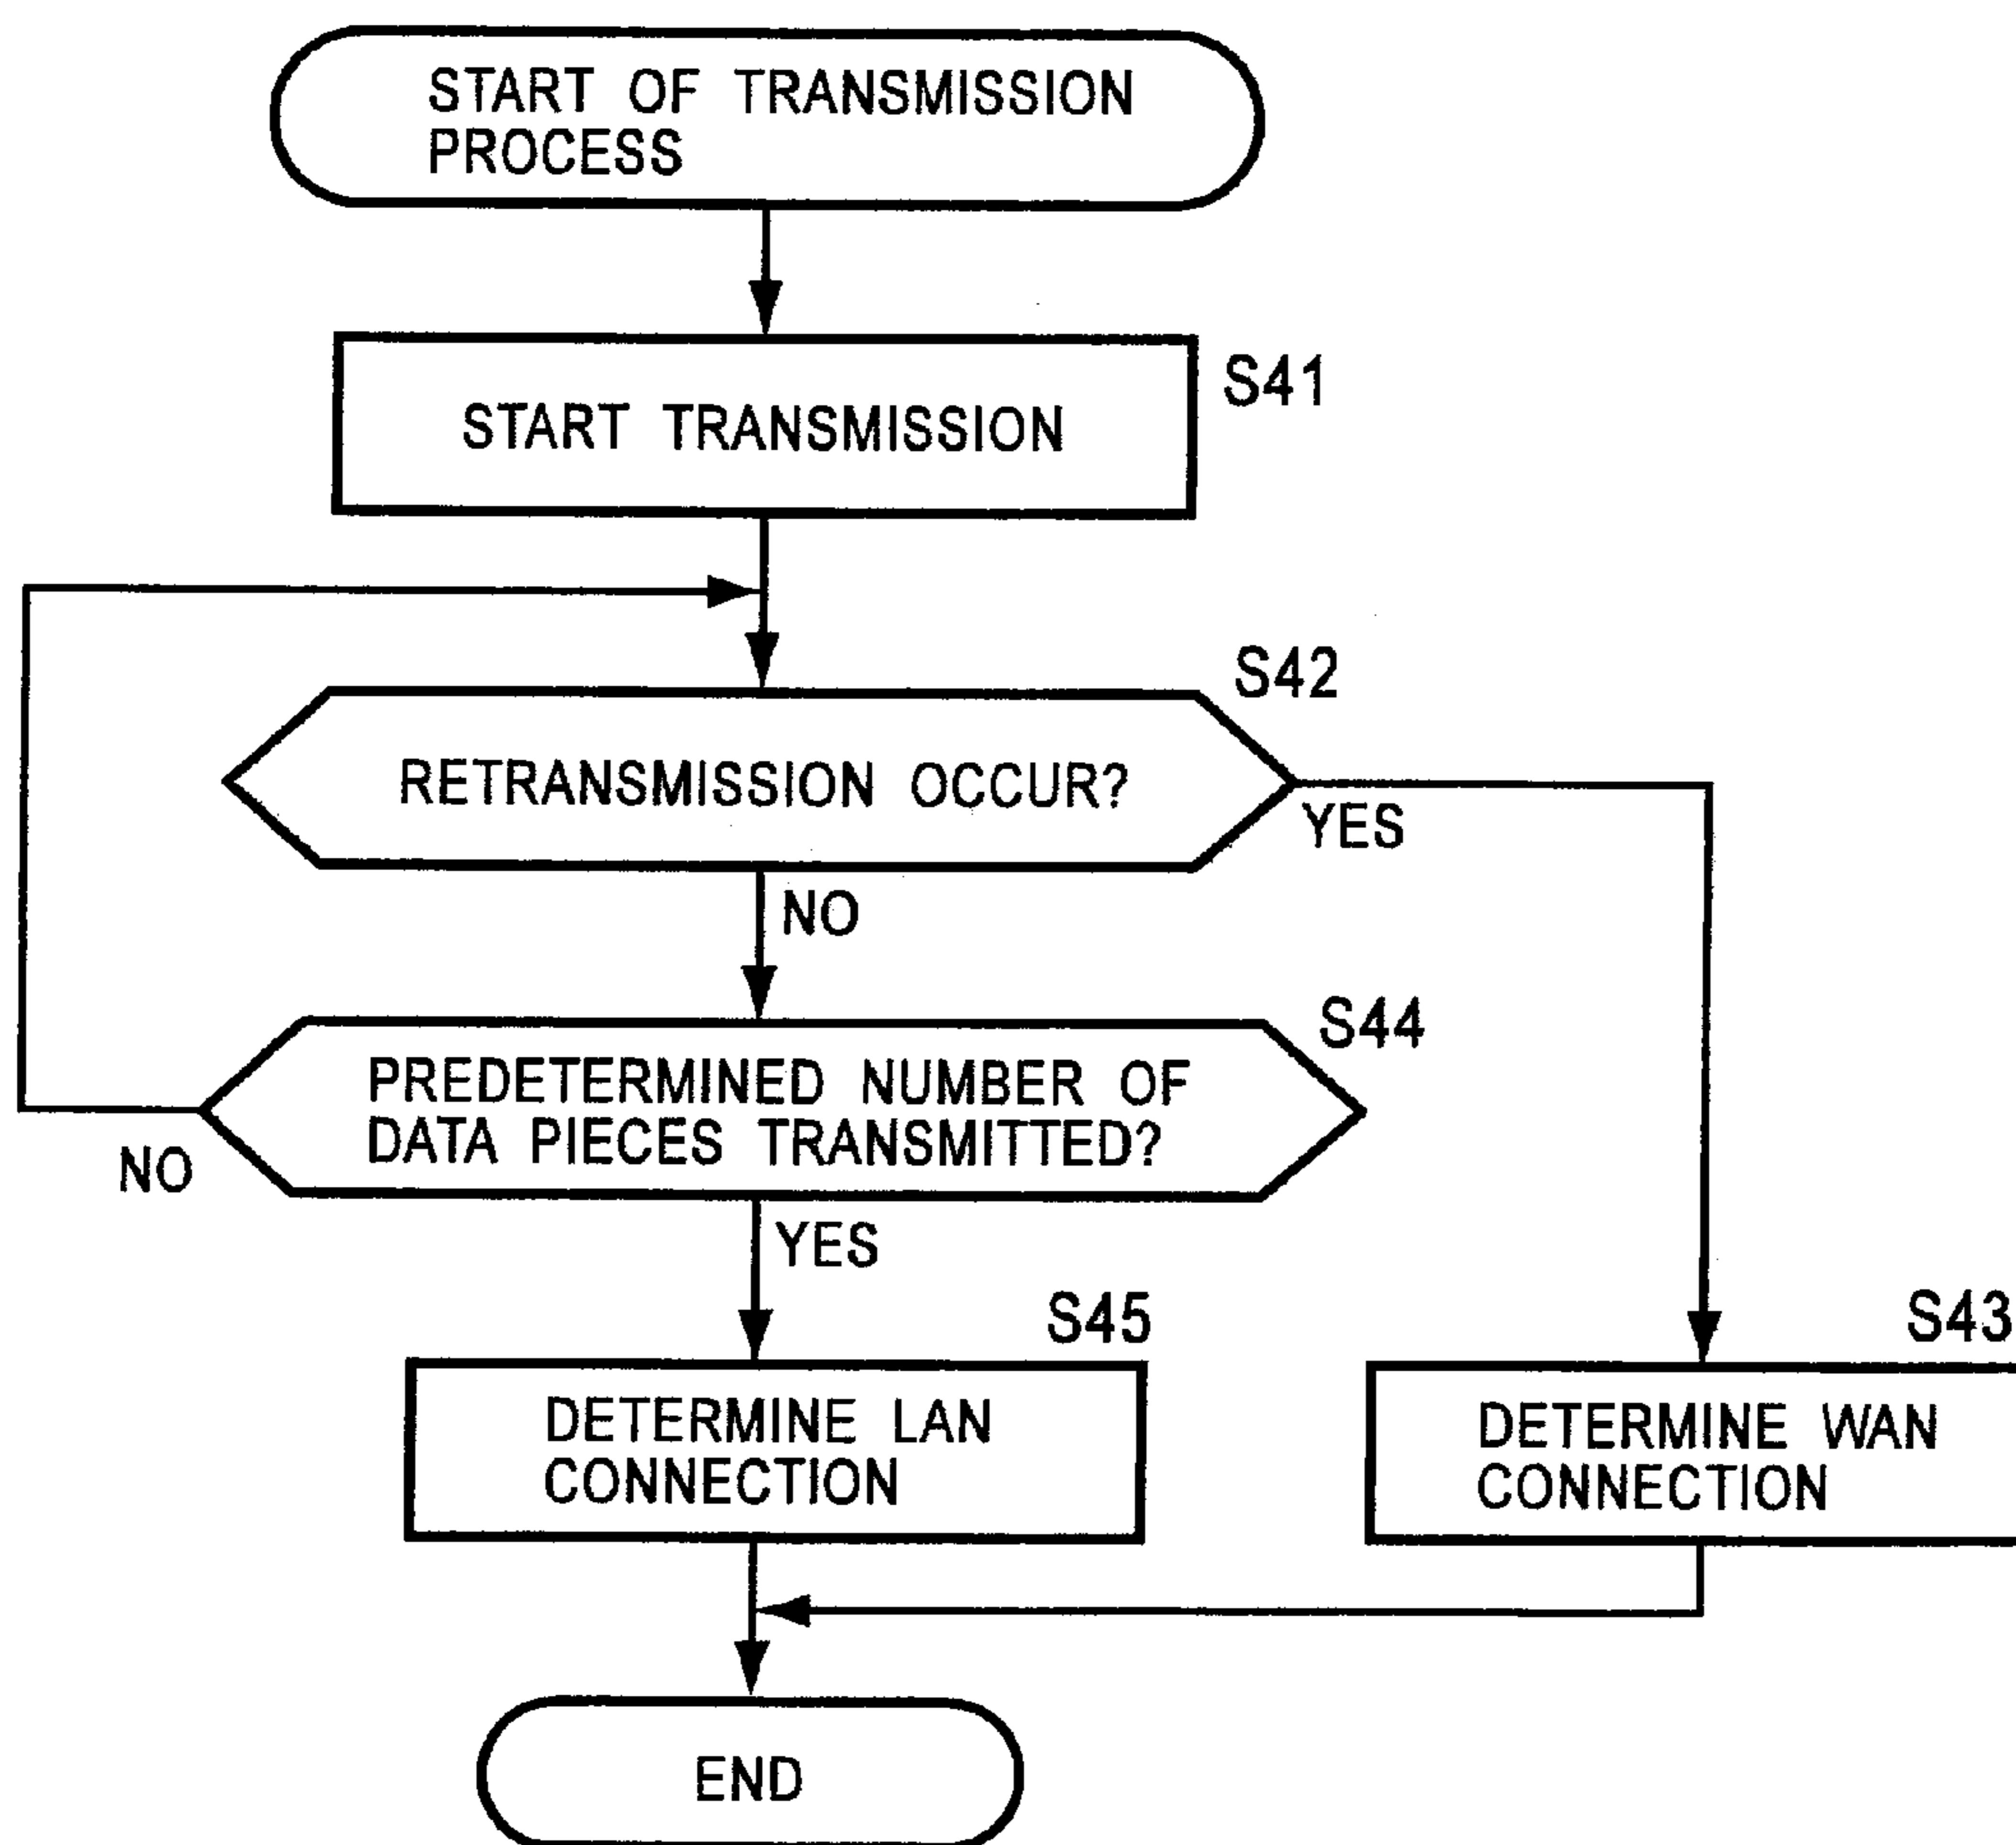 START OF TRANSMISSION
PROCESS
START TRANSMISSION
S41
S42
RETRANSMISSION OCCUR?
YES
NO
S44
PREDETERMINED NUMBER OF
DATA PIECES TRANSMITTED?
NO
YES
S45
S43
DETERMINE LAN
CONNECTION
DETERMINE WAN
CONNECTION
END